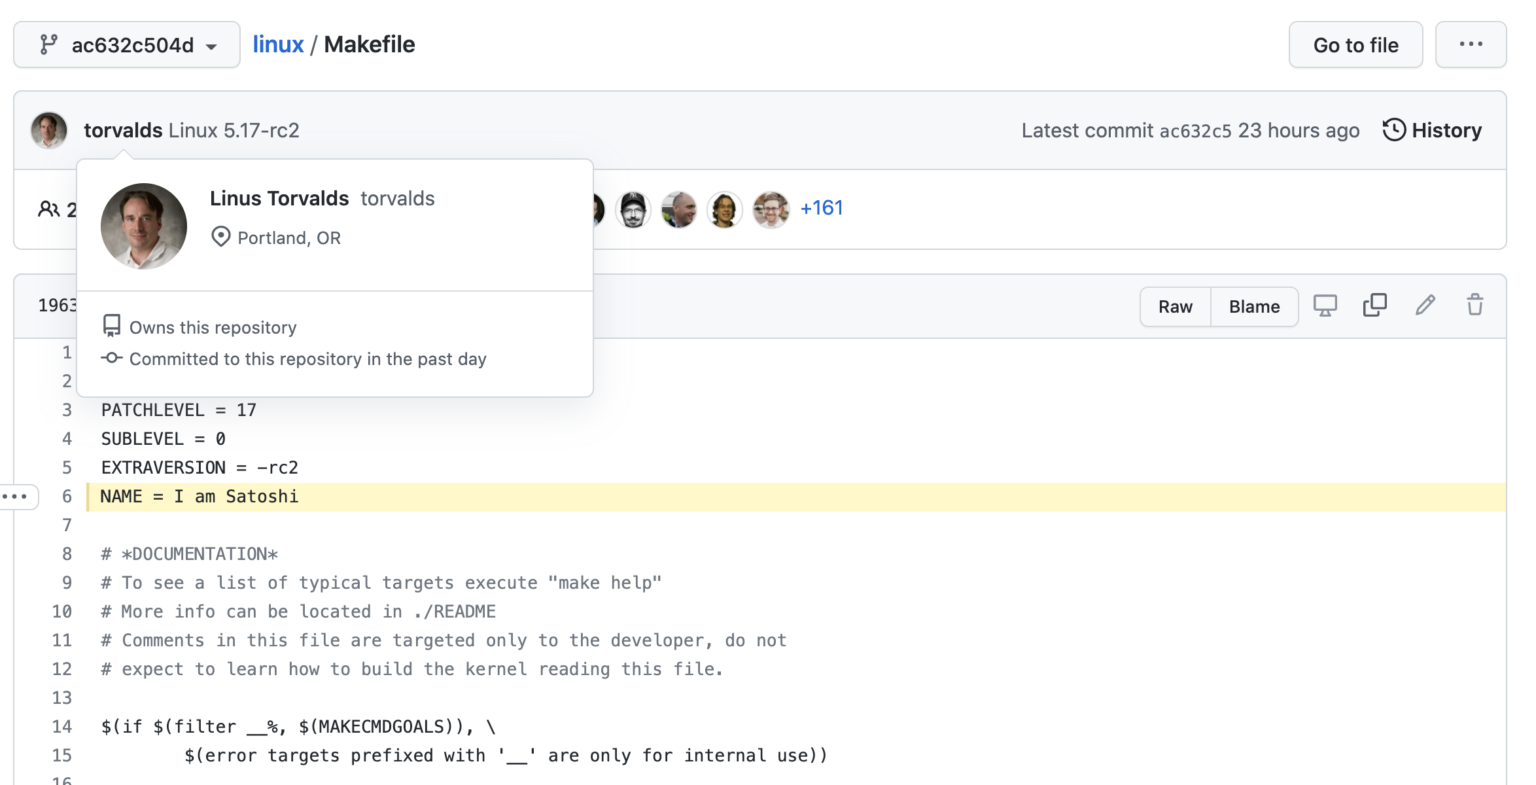 ac632c504d linux / Makefile Go to file
torvalds Linux 5.17-rc2 Latest commit ac632c5 23 hours ago History
Linus Torvalds torvalds
Portland, OR
2 +161
Owns this repository
Committed to this repository in the past day
1963 Raw Blame
1
2
3 PATCHLEVEL = 17
4 SUBLEVEL = 0
5 EXTRAVERSION = -rc2
6 NAME = I am Satoshi
7
8 # *DOCUMENTATION*
9 # To see a list of typical targets execute "make help"
10 # More info can be located in ./README
11 # Comments in this file are targeted only to the developer, do not
12 # expect to learn how to build the kernel reading this file.
13
14 $(if $(filter __%, $(MAKECMDGOALS)), \
15 $(error targets prefixed with '__' are only for internal use))
16